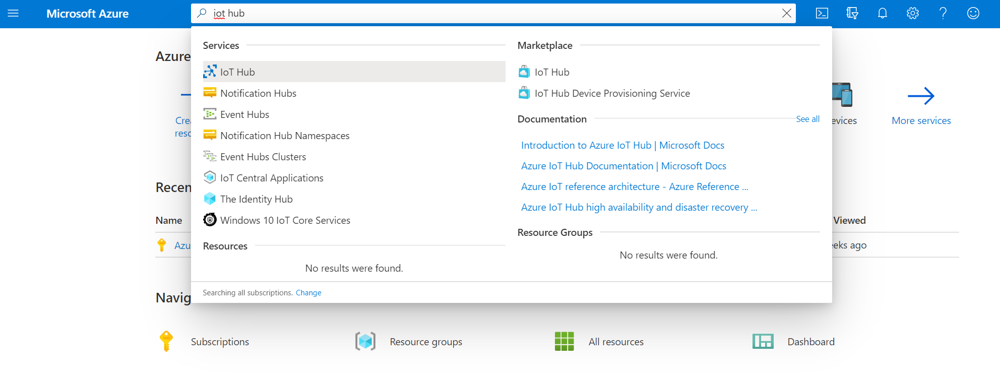 Microsoft Azure
iot hub
Azure
Services
IoT Hub
Notification Hubs
Event Hubs
Notification Hub Namespaces
Event Hubs Clusters
IoT Central Applications
The Identity Hub
Windows 10 IoT Core Services
Resources
No results were found.
Searching all subscriptions. Change
Marketplace
IoT Hub
IoT Hub Device Provisioning Service
Documentation
See all
Introduction to Azure IoT Hub | Microsoft Docs
Azure IoT Hub Documentation | Microsoft Docs
Azure IoT reference architecture - Azure Reference ...
Azure IoT Hub high availability and disaster recovery ...
Resource Groups
No results were found.
Cre
reso
evices
More services
Recen
Name
Viewed
Azu
eeks ago
Navig
Subscriptions
Resource groups
All resources
Dashboard